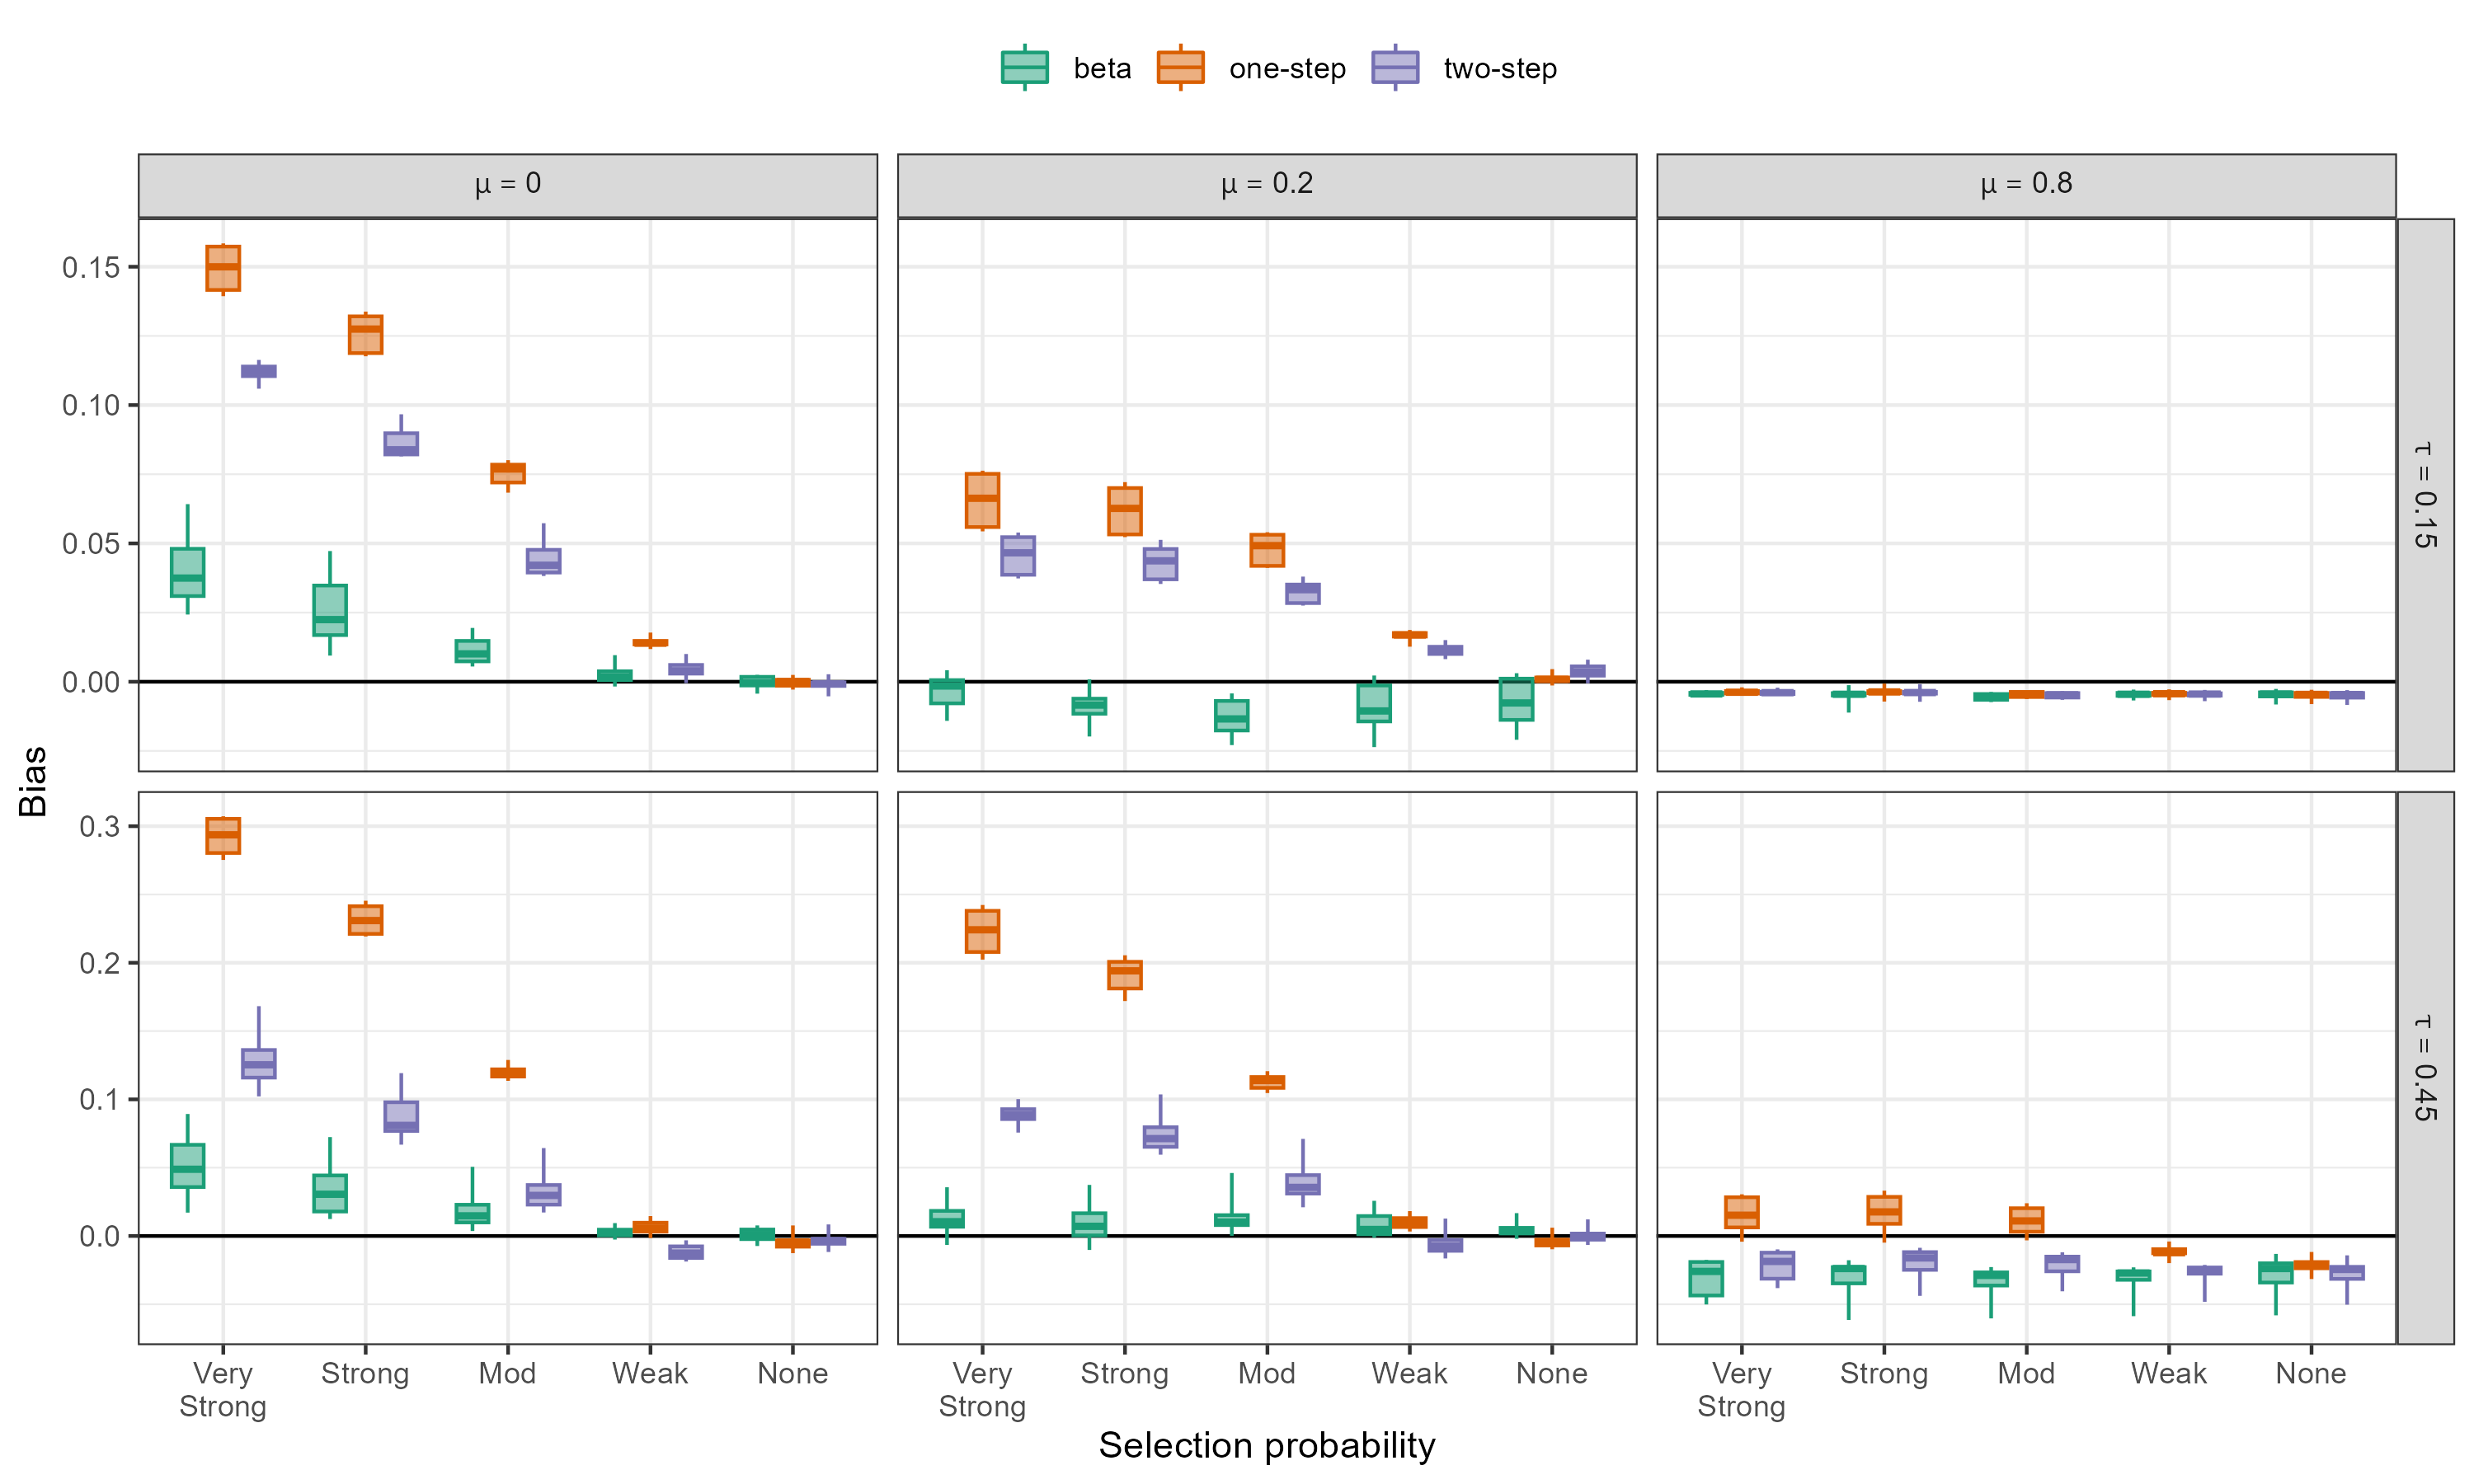 beta one-step two-step
μ = 0 μ = 0.2 μ = 0.8
0.15
0.10
0.05
0.00
τ = 0.15
Bias
0.3
0.2
0.1
0.0
τ = 0.45
Very Strong Strong Mod Weak None Very Strong Strong Mod Weak None Very Strong Strong Mod Weak None
Selection probability